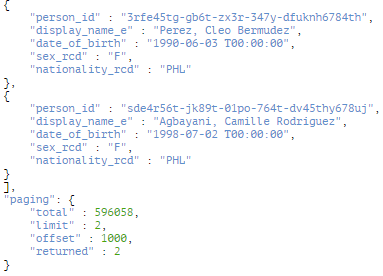 {
"person_id" : "3rfe45tg-gb6t-zx3r-347y-dfuknh6784th",
"display_name_e" : "Perez, Cleo Bermudez",
"date_of_birth" : "1990-06-03 T00:00:00",
"sex_rcd" : "F",
"nationality_rcd" : "PHL"
},
{
"person_id" : "sde4r56t-jk89t-01po-764t-dv45thy678uj",
"display_name_e" : "Agbayani, Camille Rodriguez",
"date_of_birth" : "1998-07-02 T00:00:00",
"sex_rcd" : "F",
"nationality_rcd" : "PHL"
}
],
"paging": {
"total" : 596058,
"limit" : 2,
"offset" : 1000,
"returned" : 2
}